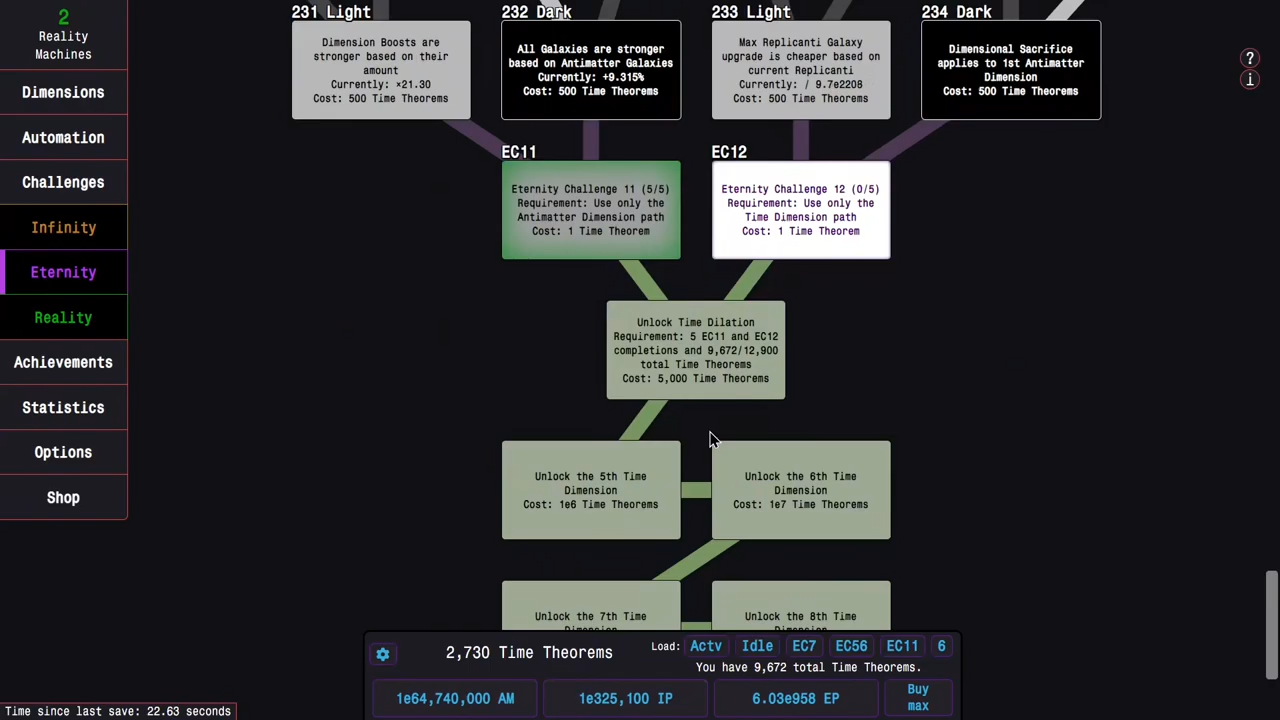 2
Reality
Machines
Dimensions
Automation
Challenges
Infinity
Eternity
Reality
Achievements
Statistics
Options
Shop
231 Light
Dimension Boosts are
stronger based on their
amount
Currently: ×21.30
Cost: 500 Time Theorems
232 Dark
All Galaxies are stronger
based on Antimatter Galaxies
Currently: +9.315%
Cost: 500 Time Theorems
233 Light
Max Replicanti Galaxy
upgrade is cheaper based on
current Replicanti
Currently: / 9.7e2208
Cost: 500 Time Theorems
234 Dark
Dimensional Sacrifice
applies to 1st Antimatter
Dimension
Cost: 500 Time Theorems
?
i
EC11
Eternity Challenge 11 (5/5)
Requirement: Use only the
Antimatter Dimension path
Cost: 1 Time Theorem
EC12
Eternity Challenge 12 (0/5)
Requirement: Use only the
Time Dimension path
Cost: 1 Time Theorem
Unlock Time Dilation
Requirement: 5 EC11 and EC12
completions and 9,672/12,900
total Time Theorems
Cost: 5,000 Time Theorems
Unlock the 5th Time
Dimension
Cost: 1e6 Time Theorems
Unlock the 6th Time
Dimension
Cost: 1e7 Time Theorems
Unlock the 7th Time
Dimension
Unlock the 8th Time
Dimension
2,730 Time Theorems
Load: Actv Idle EC7 EC56 EC11 6
You have 9,672 total Time Theorems.
1e64,740,000 AM
1e325,100 IP
6.03e958 EP
Buy
max
Time since last save: 22.63 seconds